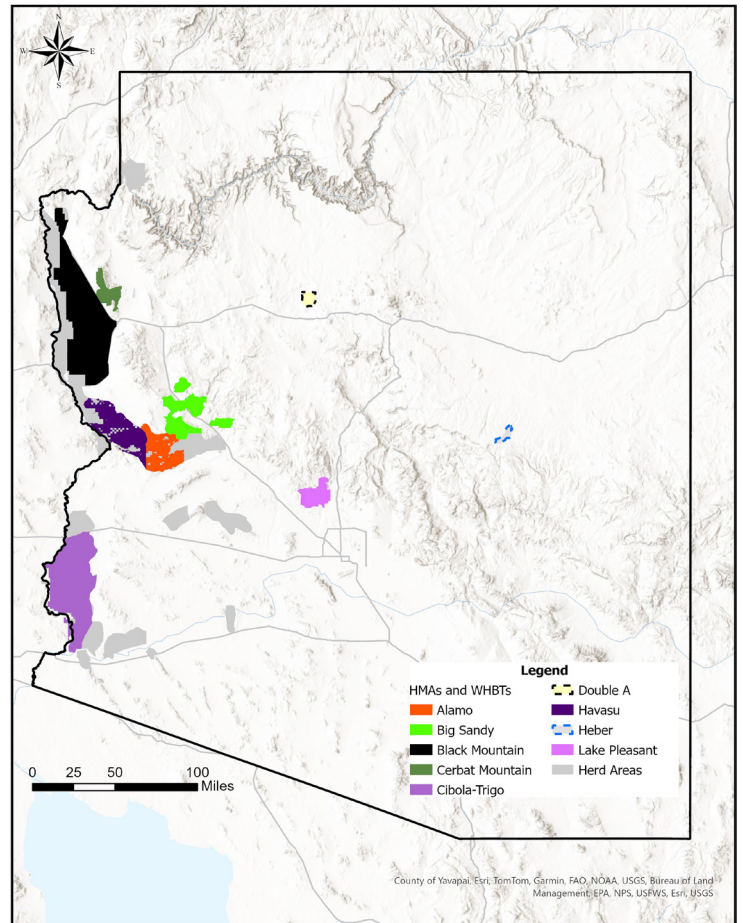 N
W E
S
Legend
HMAs and WHBTs
Alamo
Big Sandy
Black Mountain
Cerbat Mountain
Cibola-Trigo
Double A
Havasu
Heber
Lake Pleasant
Herd Areas
0 25 50 100
Miles
County of Yavapai, Esri, TomTom, Garmin, FAO, NOAA, USGS, Bureau of Land
Management, EPA, NPS, USFWS, Esri, USGS